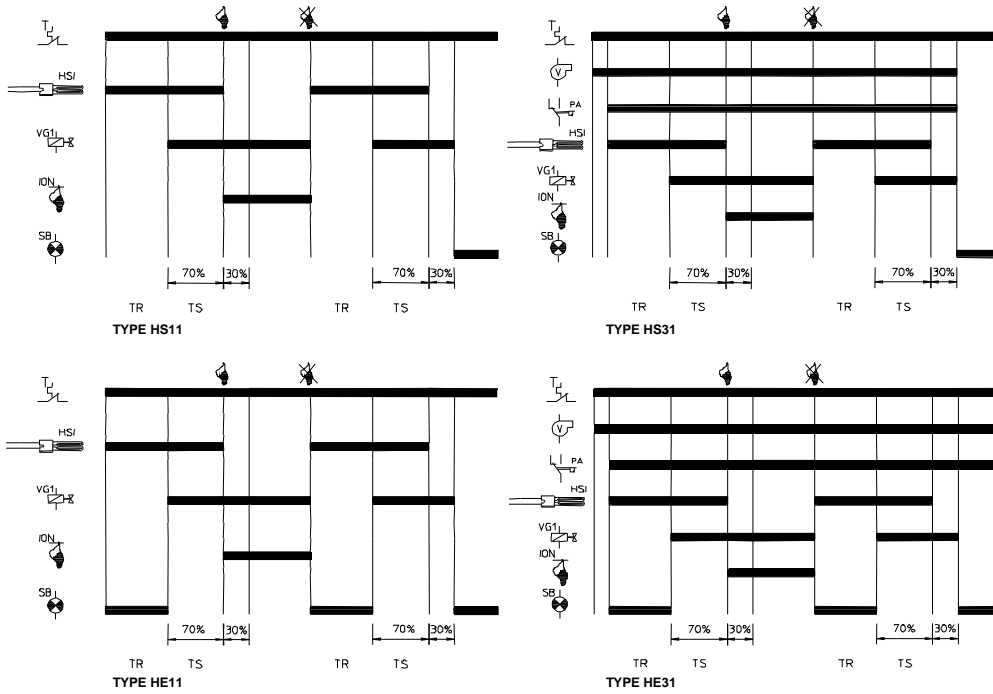 T
HSI
VG1
ION
SB
70% 30% 70% 30%
TR TS TR TS
TYPE HS11
T
V
PA
HSI
VG1
ION
SB
70% 30% 70% 30%
TR TS TR TS
TYPE HS31
T
HSI
VG1
ION
SB
70% 30% 70% 30%
TR TS TR TS
TYPE HE11
T
V
PA
HSI
VG1
ION
SB
70% 30% 70% 30%
TR TS TR TS
TYPE HE31